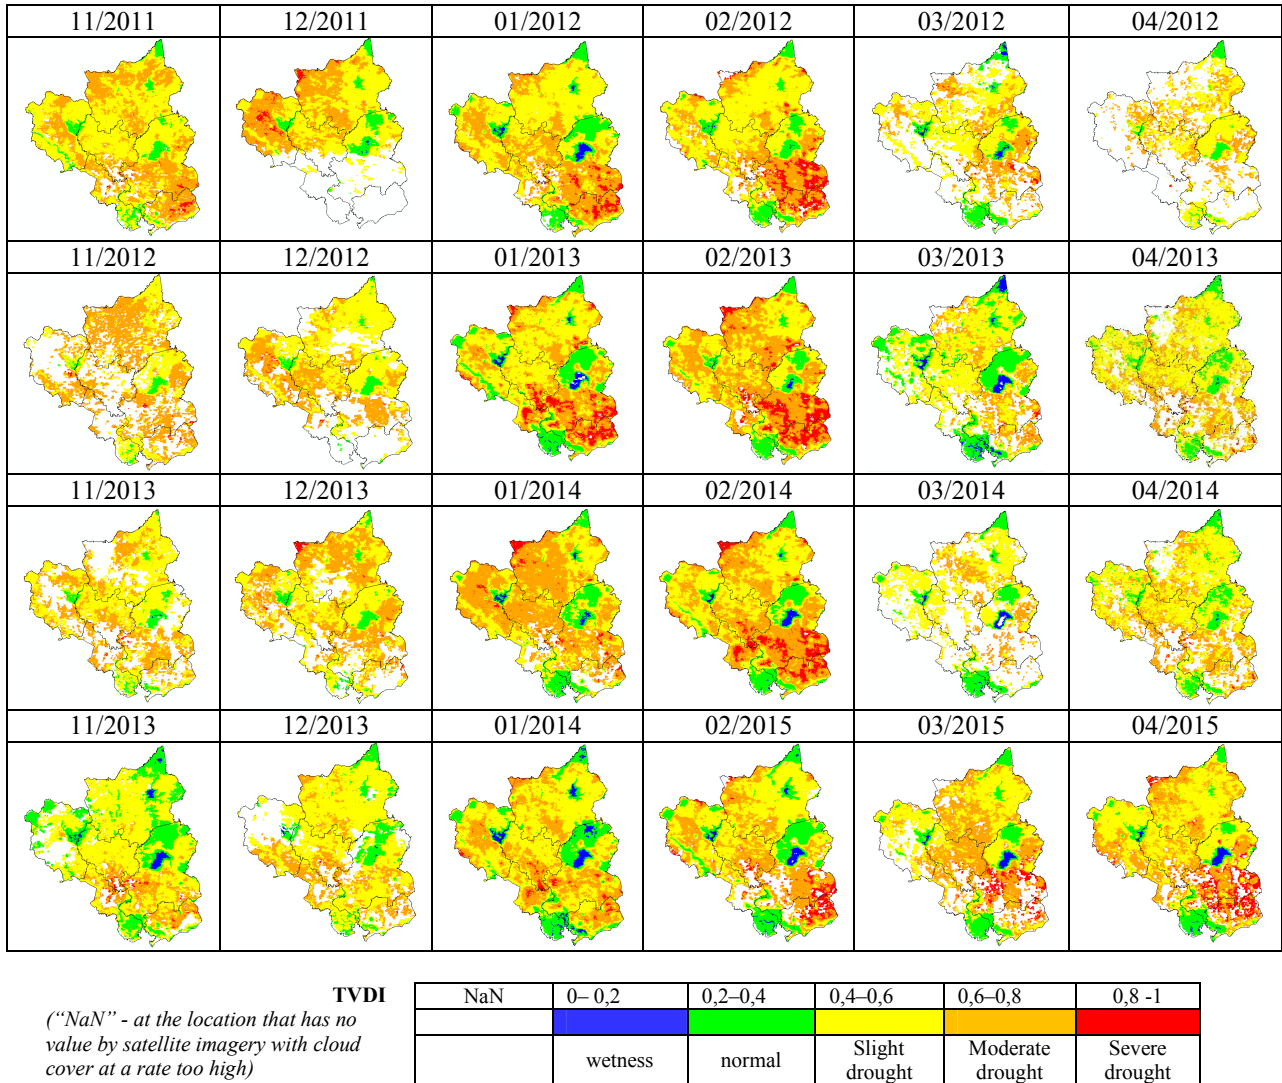 11/2011 12/2011 01/2012 02/2012 03/2012 04/2012
11/2012 12/2012 01/2013 02/2013 03/2013 04/2013
11/2013 12/2013 01/2014 02/2014 03/2014 04/2014
11/2013 12/2013 01/2014 02/2015 03/2015 04/2015
TVDI NaN 0– 0,2 0,2–0,4 0,4–0,6 0,6–0,8 0,8 -1
("NaN" - at the location that has no
value by satellite imagery with cloud
cover at a rate too high)
wetness normal Slight drought Moderate drought Severe drought